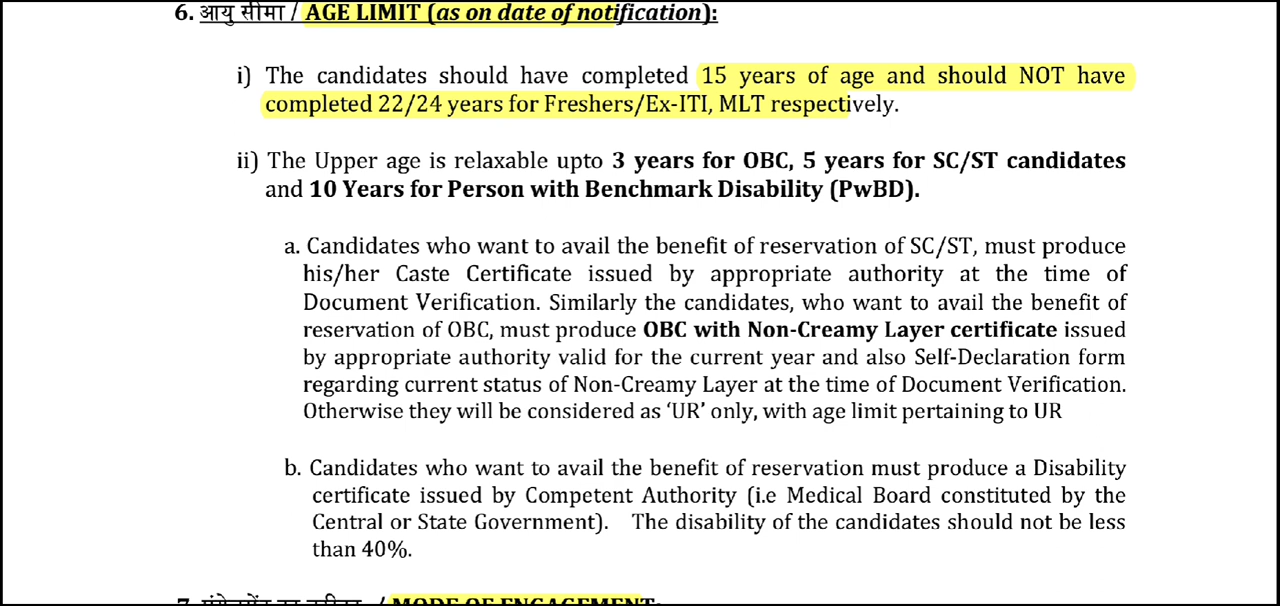 6. आयु सीमा / AGE LIMIT (as on date of notification):
i) The candidates should have completed 15 years of age and should NOT have
completed 22/24 years for Freshers/Ex-ITI, MLT respectively.
ii) The Upper age is relaxable upto 3 years for OBC, 5 years for SC/ST candidates
and 10 Years for Person with Benchmark Disability (PwBD).
a. Candidates who want to avail the benefit of reservation of SC/ST, must produce
his/her Caste Certificate issued by appropriate authority at the time of
Document Verification. Similarly the candidates, who want to avail the benefit of
reservation of OBC, must produce OBC with Non-Creamy Layer certificate issued
by appropriate authority valid for the current year and also Self-Declaration form
regarding current status of Non-Creamy Layer at the time of Document Verification.
Otherwise they will be considered as ‘UR’ only, with age limit pertaining to UR
b. Candidates who want to avail the benefit of reservation must produce a Disability
certificate issued by Competent Authority (i.e Medical Board constituted by the
Central or State Government). The disability of the candidates should not be less
than 40%.
7. / MODE OF ENGAGEMENT: